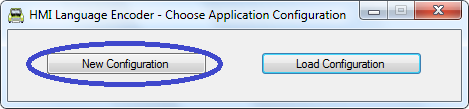 HMI Language Encoder - Choose Application Configuration
New Configuration
Load Configuration